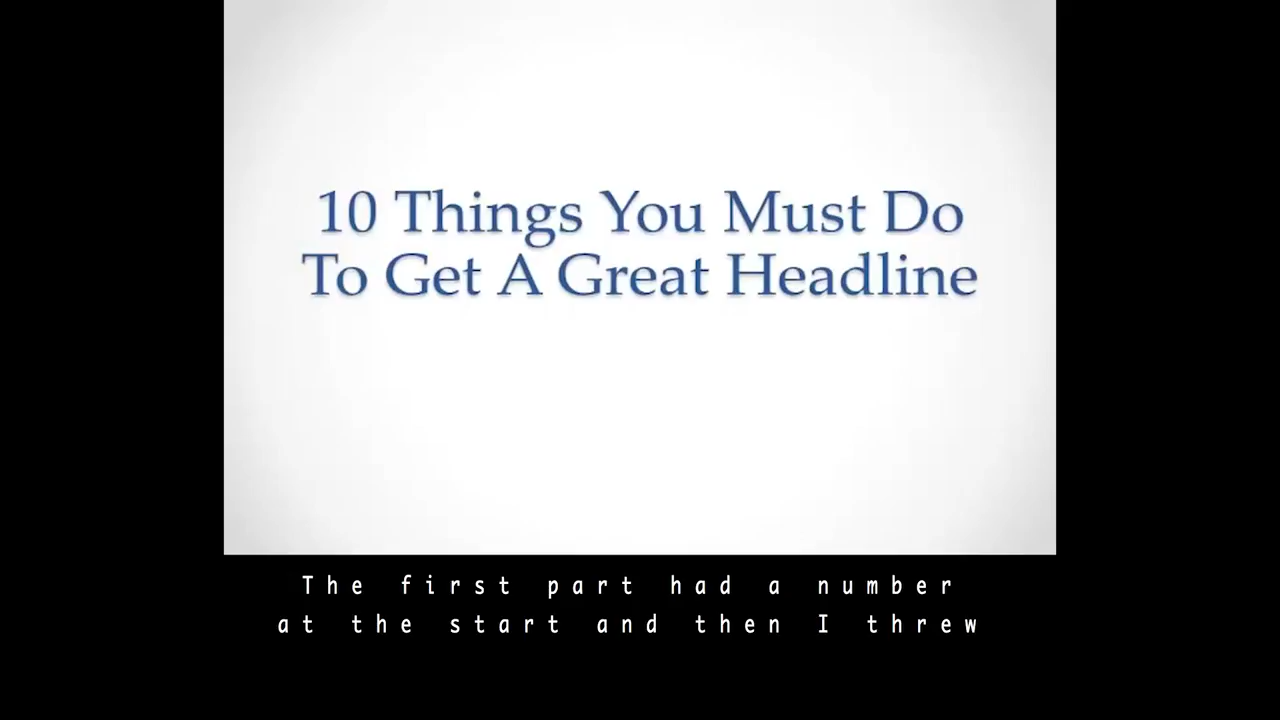 10 Things You Must Do
To Get A Great Headline
The first part had a number
at the start and then I threw